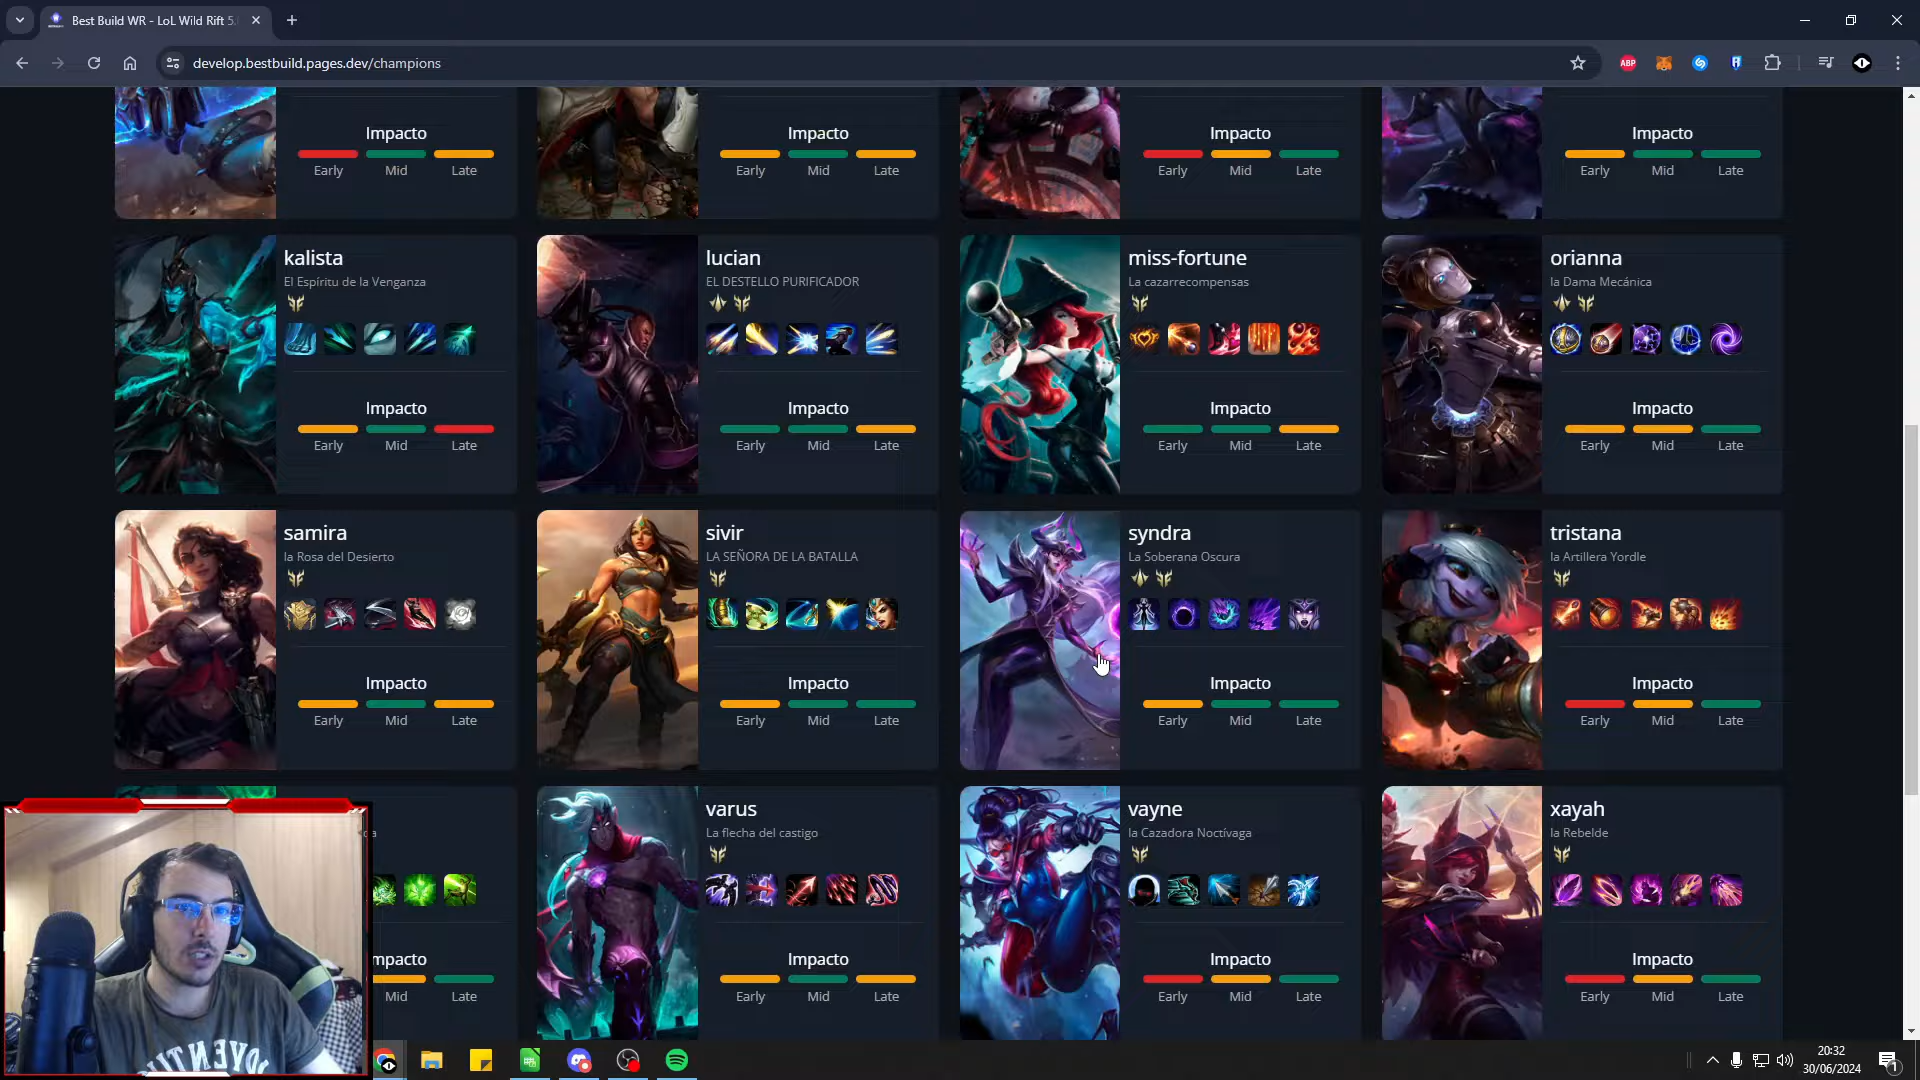 Best Build WR - LoL Wild Rift 5.
develop.bestbuild.pages.dev/champions
ABP
Impacto
Early Mid Late
Impacto
Early Mid Late
Impacto
Early Mid Late
Impacto
Early Mid Late
kalista
El Espíritu de la Venganza
Impacto
Early Mid Late
lucian
EL DESTELLO PURIFICADOR
Impacto
Early Mid Late
miss-fortune
La cazarrecompensas
Impacto
Early Mid Late
orianna
la Dama Mecánica
Impacto
Early Mid Late
samira
la Rosa del Desierto
Impacto
Early Mid Late
sivir
LA SEÑORA DE LA BATALLA
Impacto
Early Mid Late
syndra
La Soberana Oscura
Impacto
Early Mid Late
tristana
la Artillera Yordle
Impacto
Early Mid Late
mpacto
Mid Late
varus
La flecha del castigo
Impacto
Early Mid Late
vayne
la Cazadora Noctívaga
Impacto
Early Mid Late
xayah
la Rebelde
Impacto
Early Mid Late
20:32
30/06/2024
1